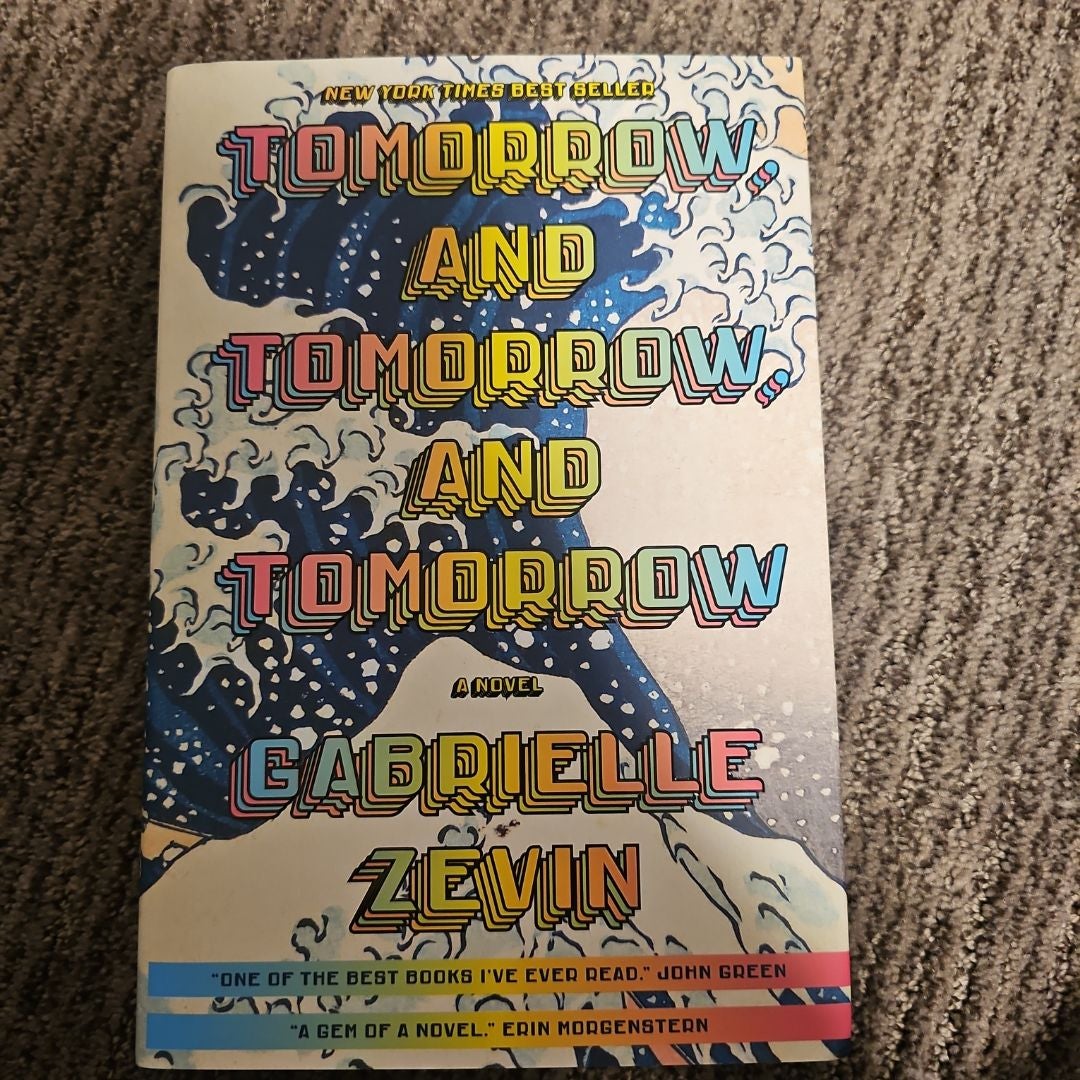 NEW YORK TIMES BEST SELLER
TOMORROW,
AND
TOMORROW,
AND
TOMORROW
A NOVEL
GABRIELLE
ZEVIN
"ONE OF THE BEST BOOKS I'VE EVER READ." JOHN GREEN
"A GEM OF A NOVEL." ERIN MORGENSTERN